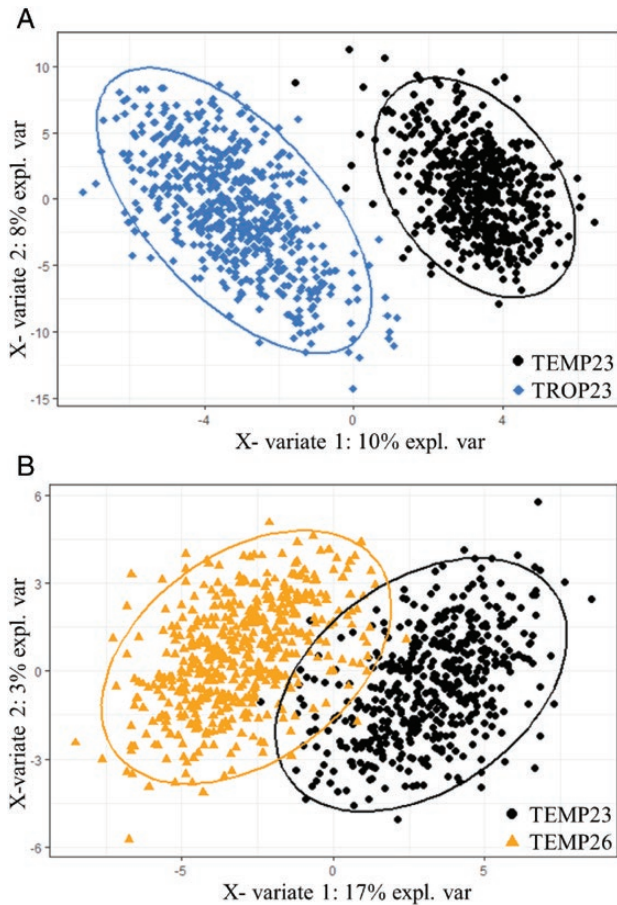 A
10
5
0
-5
-10
-15
X- variate 2: 8% expl. var
TEMP23
TROP23
-4
0
4
X- variate 1: 10% expl. var
B
6
3
0
-3
-6
X-variate 2: 3% expl. var
TEMP23
TEMP26
-5
0
5
X- variate 1: 17% expl. var